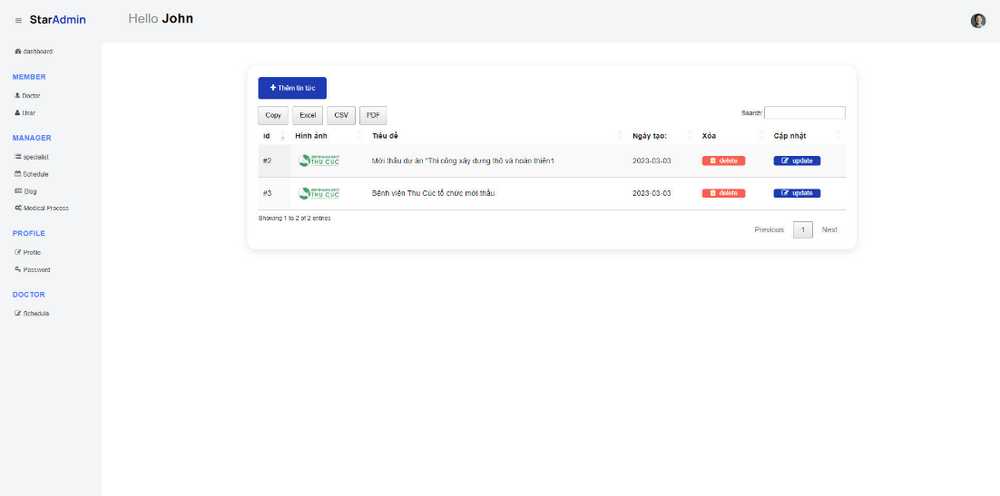 StarAdmin
Hello John
dashboard
MEMBER
Doctor
User
MANAGER
specialist
Schedule
Blog
Medical Process
PROFILE
Profile
Password
DOCTOR
Schedule
Thêm tin tức
Copy Excel CSV PDF
Search:
id Hình ảnh Tiêu đề Ngày tạo: Xóa Cập nhật
#2 THU CUC Mời thầu dự án "Thi công xây dựng thô và hoàn thiện1 2023-03-03 delete update
#3 THU CUC Bệnh viện Thu Cúc tổ chức mời thầu 2023-03-03 delete update
Showing 1 to 2 of 2 entries
Previous 1 Next